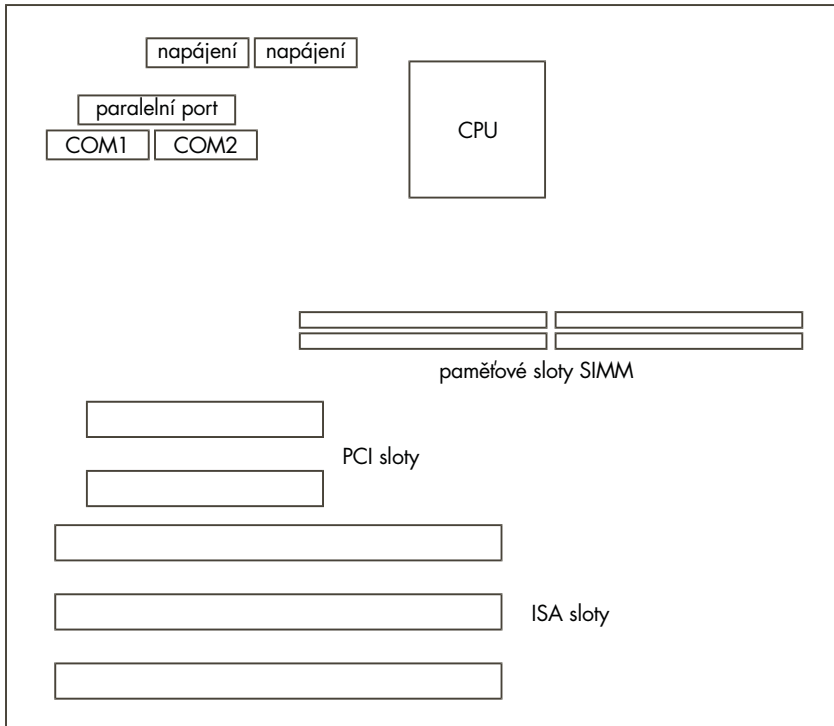 napájení napájení
paralelní port
CPU
COM1 COM2
paměťové sloty SIMM
PCI sloty
ISA sloty